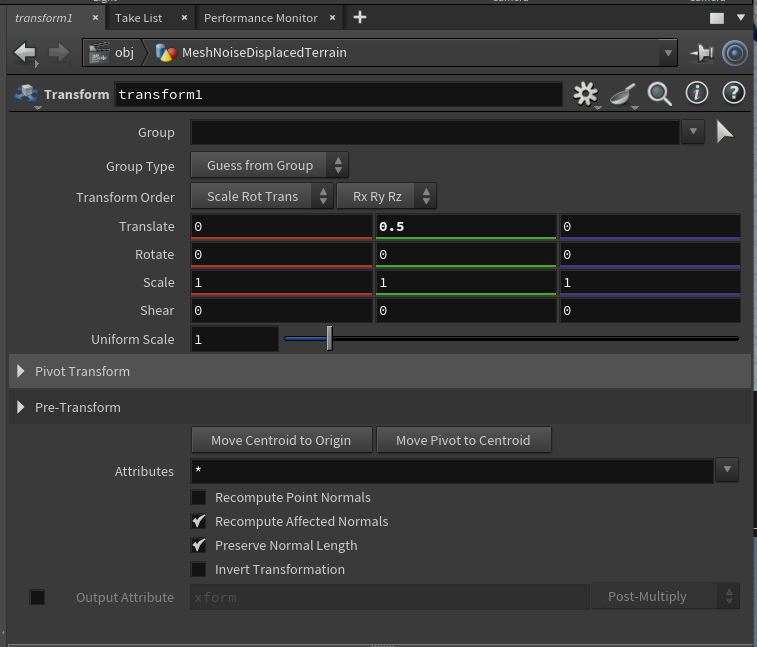 transform1 × Take List × Performance Monitor × +
obj MeshNoiseDisplacedTerrain
Transform transform1
Group
Group Type Guess from Group
Transform Order Scale Rot Trans Rx Ry Rz
Translate 0 0.5 0
Rotate 0 0 0
Scale 1 1 1
Shear 0 0 0
Uniform Scale 1
Pivot Transform
Pre-Transform
Move Centroid to Origin Move Pivot to Centroid
Attributes *
Recompute Point Normals
Recompute Affected Normals
Preserve Normal Length
Invert Transformation
Output Attribute xform Post-Multiply